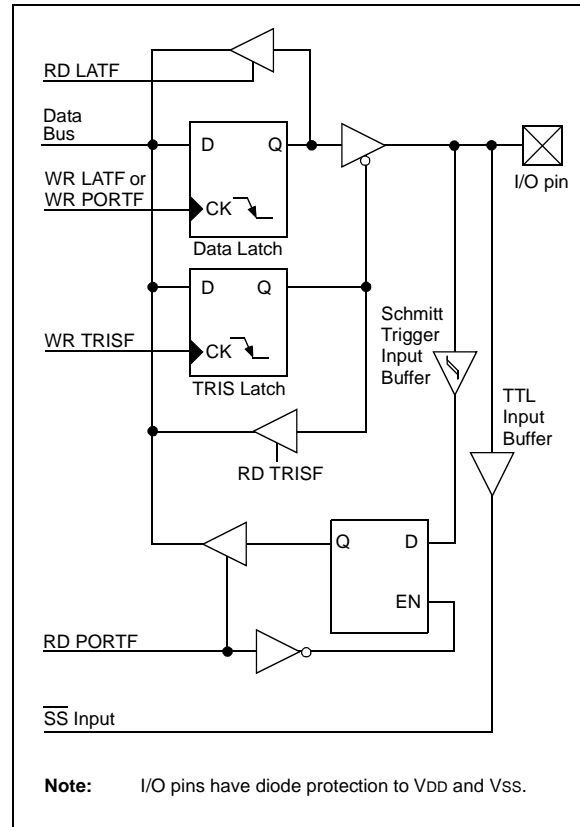 RD LATF
Data
Bus
D
Q
I/O pin
WR LATF or
WR PORTF
CK
Data Latch
D
Q
WR TRISF
CK
TRIS Latch
Schmitt
Trigger
Input
Buffer
TTL
Input
Buffer
RD TRISF
Q
D
EN
RD PORTF
SS Input
Note: I/O pins have diode protection to VDD and VSS.